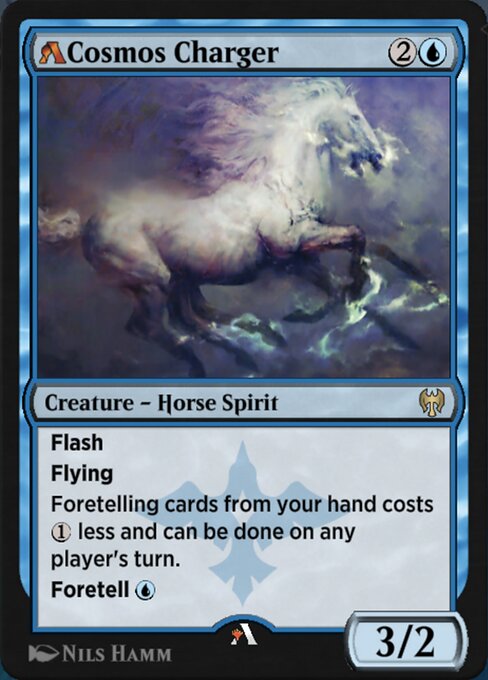 Cosmos Charger 2
Creature – Horse Spirit
Flash
Flying
Foretelling cards from your hand costs
1 less and can be done on any
player's turn.
Foretell
3/2
Nils Hamm